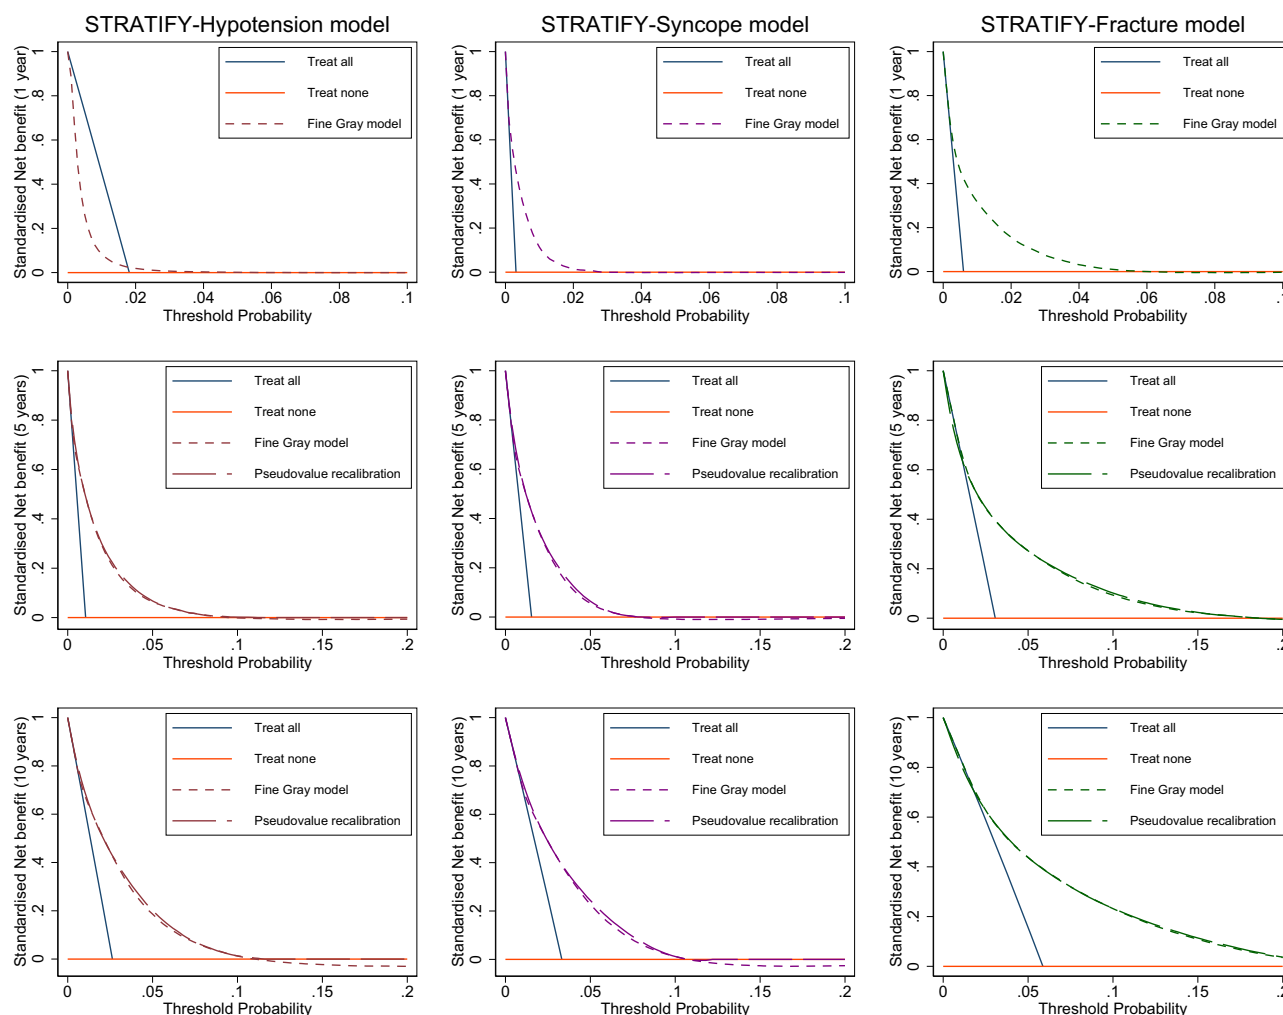 STRATIFY-Hypotension model
Standardised Net benefit (1 year)
1
.8
.6
.4
.2
0
Treat all
Treat none
Fine Gray model
0 .02 .04 .06 .08 .1
Threshold Probability
STRATIFY-Syncope model
Standardised Net benefit (1 year)
1
.8
.6
.4
.2
0
Treat all
Treat none
Fine Gray model
0 .02 .04 .06 .08 .1
Threshold Probability
STRATIFY-Fracture model
Standardised Net benefit (1 year)
1
.8
.6
.4
.2
0
Treat all
Treat none
Fine Gray model
0 .02 .04 .06 .08 .1
Threshold Probability
Standardised Net benefit (5 years)
1
.8
.6
.4
.2
0
Treat all
Treat none
Fine Gray model
Pseudovalue recalibration
0 .05 .1 .15 .2
Threshold Probability
Standardised Net benefit (5 years)
1
.8
.6
.4
.2
0
Treat all
Treat none
Fine Gray model
Pseudovalue recalibration
0 .05 .1 .15 .2
Threshold Probability
Standardised Net benefit (5 years)
1
.8
.6
.4
.2
0
Treat all
Treat none
Fine Gray model
Pseudovalue recalibration
0 .05 .1 .15 .2
Threshold Probability
Standardised Net benefit (10 years)
1
.8
.6
.4
.2
0
Treat all
Treat none
Fine Gray model
Pseudovalue recalibration
0 .05 .1 .15 .2
Threshold Probability
Standardised Net benefit (10 years)
1
.8
.6
.4
.2
0
Treat all
Treat none
Fine Gray model
Pseudovalue recalibration
0 .05 .1 .15 .2
Threshold Probability
Standardised Net benefit (10 years)
1
.8
.6
.4
.2
0
Treat all
Treat none
Fine Gray model
Pseudovalue recalibration
0 .05 .1 .15 .2
Threshold Probability